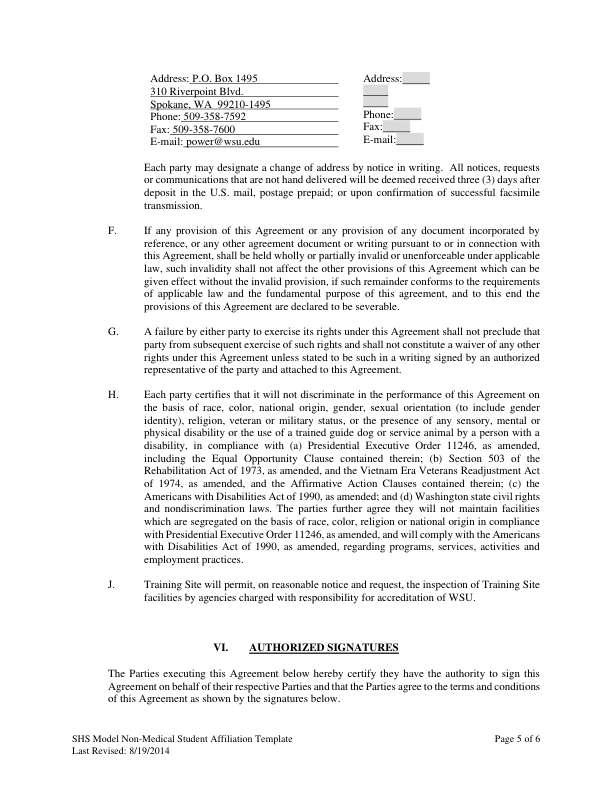 Address: P.O. Box 1495
310 Riverpoint Blvd.
Spokane, WA  99210-1495
Phone: 509-358-7592
Fax: 509-358-7600
E-mail: power@wsu.edu
Address:
Phone:
Fax:
E-mail:
Each party may designate a change of address by notice in writing.  All notices, requests
or communications that are not hand delivered will be deemed received three (3) days after
deposit in the U.S. mail, postage prepaid; or upon confirmation of successful facsimile
transmission.
F. If any provision of this Agreement or any provision of any document incorporated by
reference, or any other agreement document or writing pursuant to or in connection with
this Agreement, shall be held wholly or partially invalid or unenforceable under applicable
law, such invalidity shall not affect the other provisions of this Agreement which can be
given effect without the invalid provision, if such remainder conforms to the requirements
of applicable law and the fundamental purpose of this agreement, and to this end the
provisions of this Agreement are declared to be severable.
G. A failure by either party to exercise its rights under this Agreement shall not preclude that
party from subsequent exercise of such rights and shall not constitute a waiver of any other
rights under this Agreement unless stated to be such in a writing signed by an authorized
representative of the party and attached to this Agreement.
H. Each party certifies that it will not discriminate in the performance of this Agreement on
the basis of race, color, national origin, gender, sexual orientation (to include gender
identity), religion, veteran or military status, or the presence of any sensory, mental or
physical disability or the use of a trained guide dog or service animal by a person with a
disability, in compliance with (a) Presidential Executive Order 11246, as amended,
including the Equal Opportunity Clause contained therein; (b) Section 503 of the
Rehabilitation Act of 1973, as amended, and the Vietnam Era Veterans Readjustment Act
of 1974, as amended, and the Affirmative Action Clauses contained therein; (c) the
Americans with Disabilities Act of 1990, as amended; and (d) Washington state civil rights
and nondiscrimination laws. The parties further agree they will not maintain facilities
which are segregated on the basis of race, color, religion or national origin in compliance
with Presidential Executive Order 11246, as amended, and will comply with the Americans
with Disabilities Act of 1990, as amended, regarding programs, services, activities and
employment practices.
J. Training Site will permit, on reasonable notice and request, the inspection of Training Site
facilities by agencies charged with responsibility for accreditation of WSU.
VI. AUTHORIZED SIGNATURES
The Parties executing this Agreement below hereby certify they have the authority to sign this
Agreement on behalf of their respective Parties and that the Parties agree to the terms and conditions
of this Agreement as shown by the signatures below.
SHS Model Non-Medical Student Affiliation Template Page 5 of 6
Last Revised: 8/19/2014